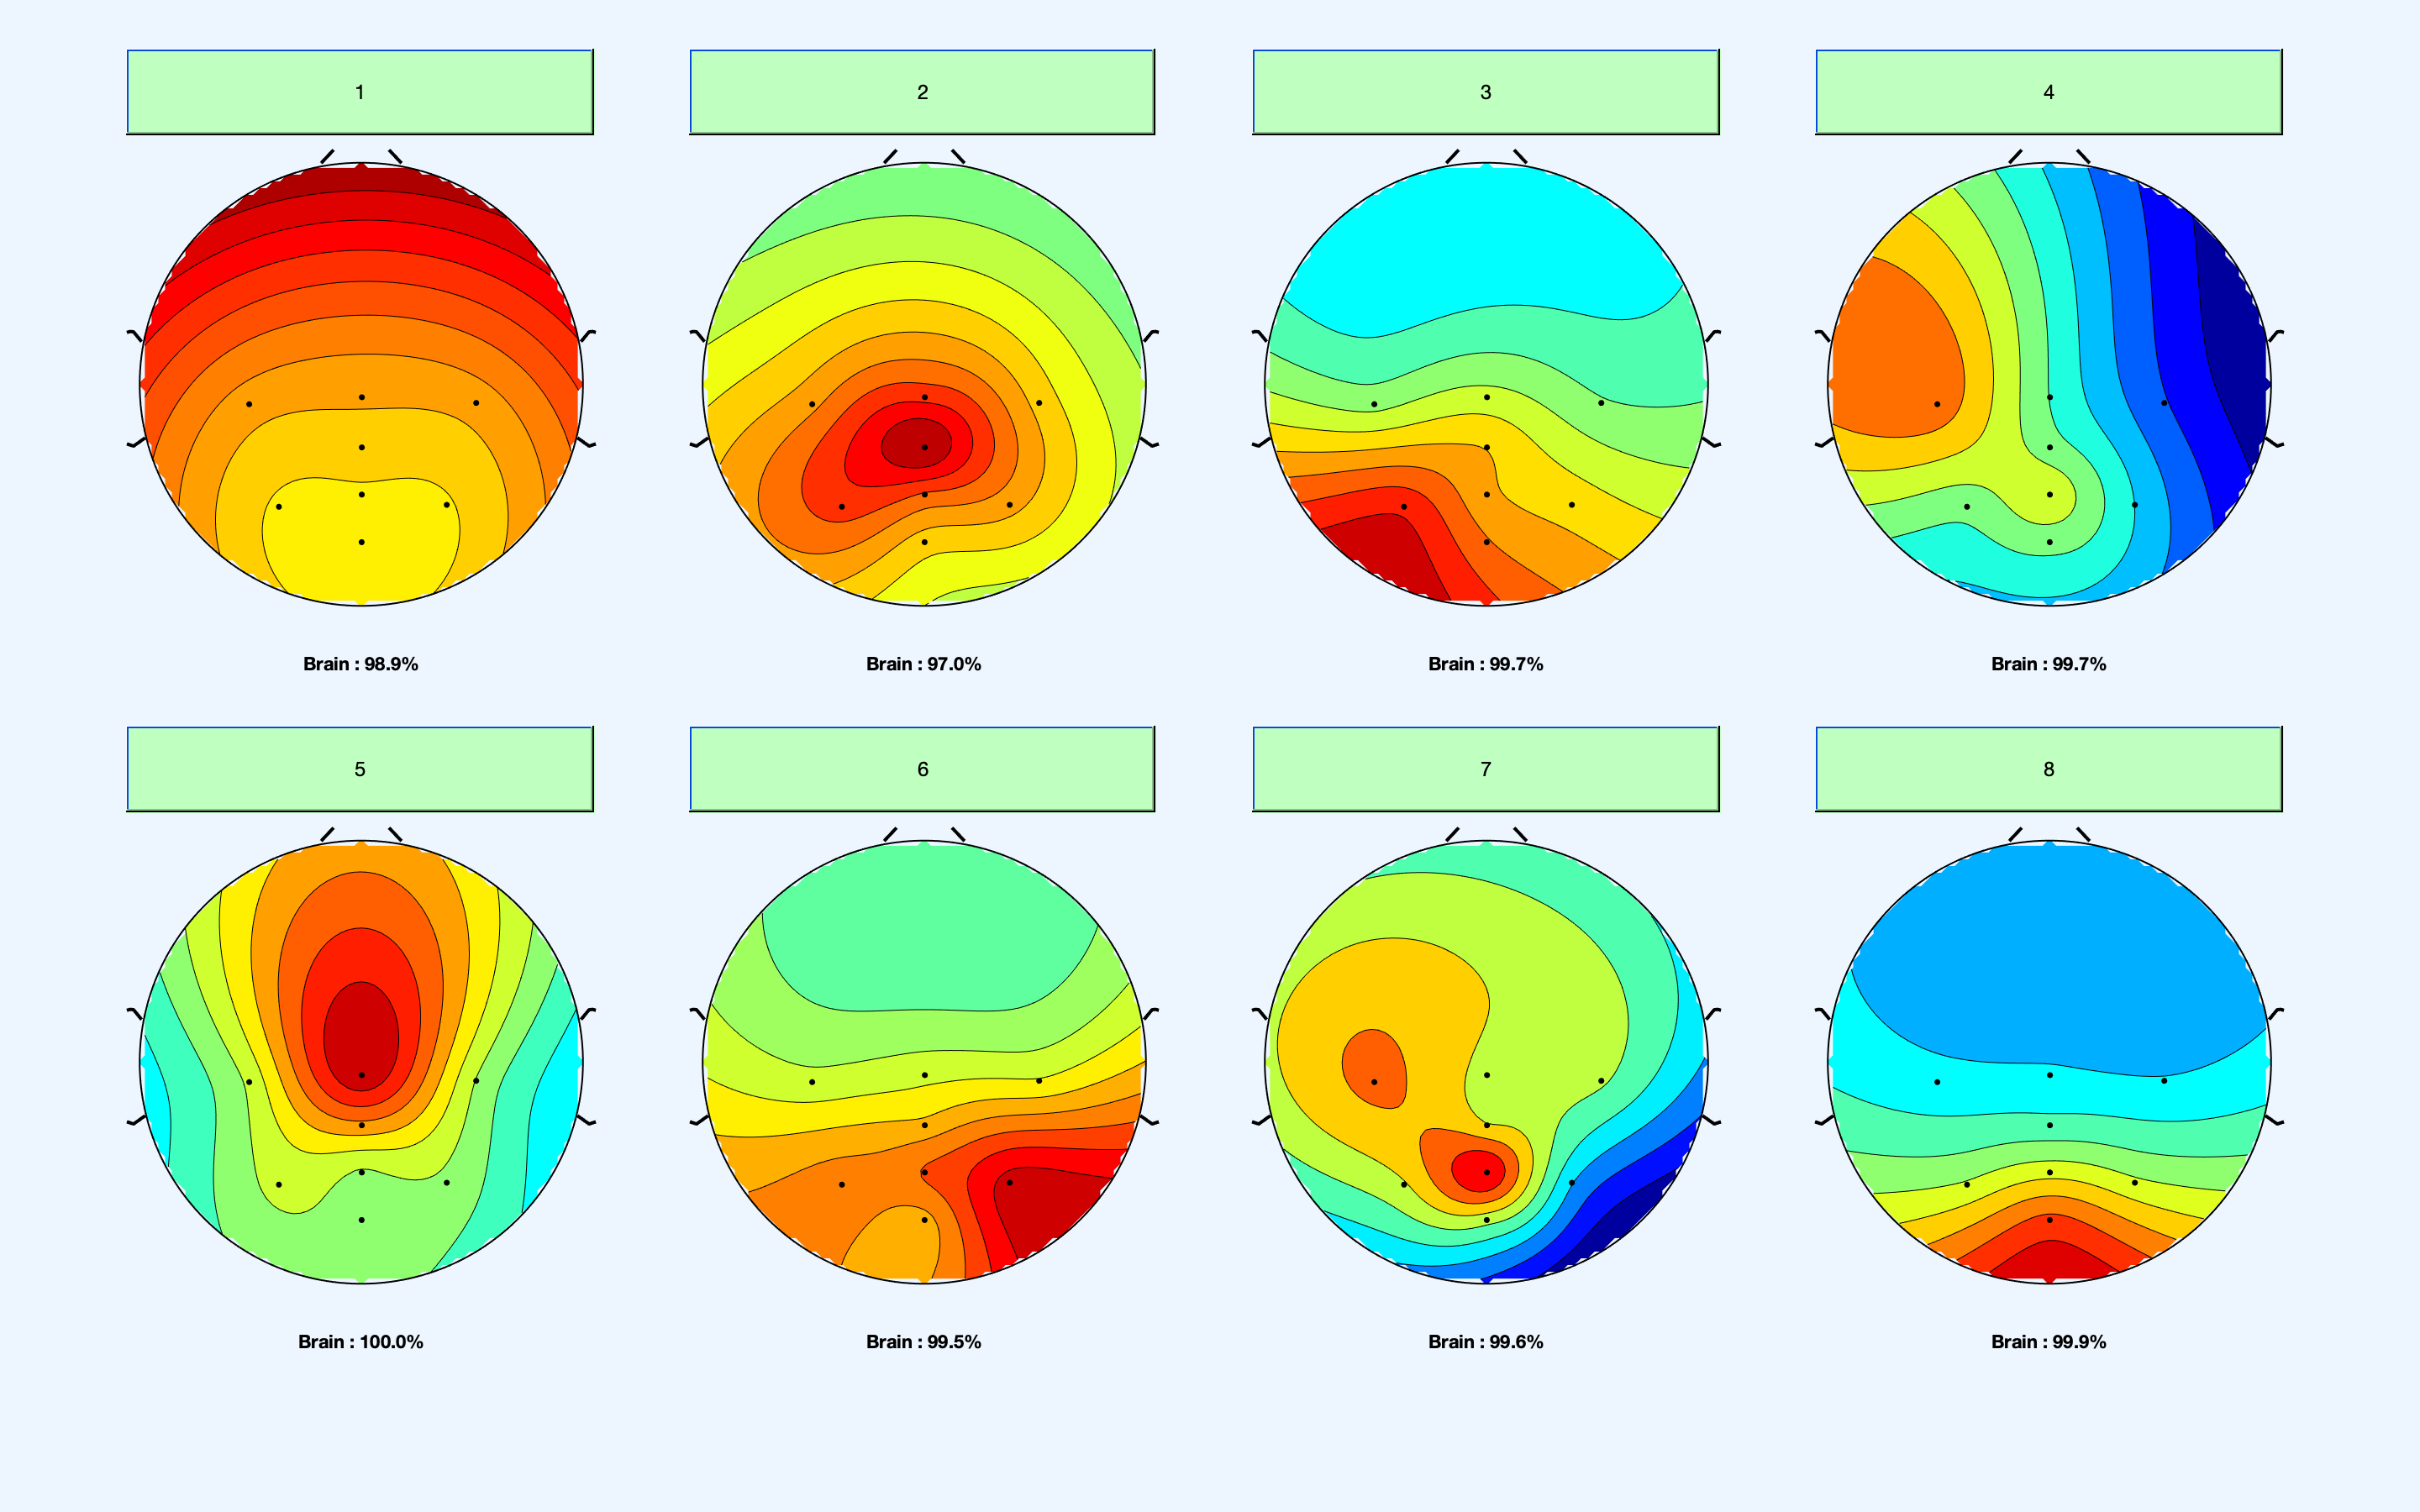 1
2
3
4
Brain : 98.9%
Brain : 97.0%
Brain : 99.7%
Brain : 99.7%
5
6
7
8
Brain : 100.0%
Brain : 99.5%
Brain : 99.6%
Brain : 99.9%